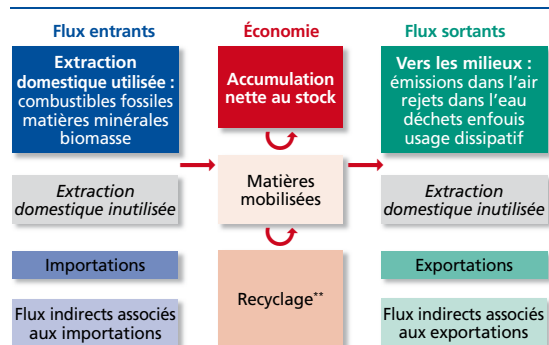 Flux entrants
Extraction
domestique utilisée :
combustibles fossiles
matières minérales
biomasse
Extraction
domestique inutilisée
Importations
Flux indirects associés
aux importations
Économie
Accumulation
nette au stock
Matières
mobilisées
Recyclage**
Flux sortants
Vers les milieux :
émissions dans l'air
rejets dans l'eau
déchets enfouis
usage dissipatif
Extraction
domestique inutilisée
Exportations
Flux indirects associés
aux exportations